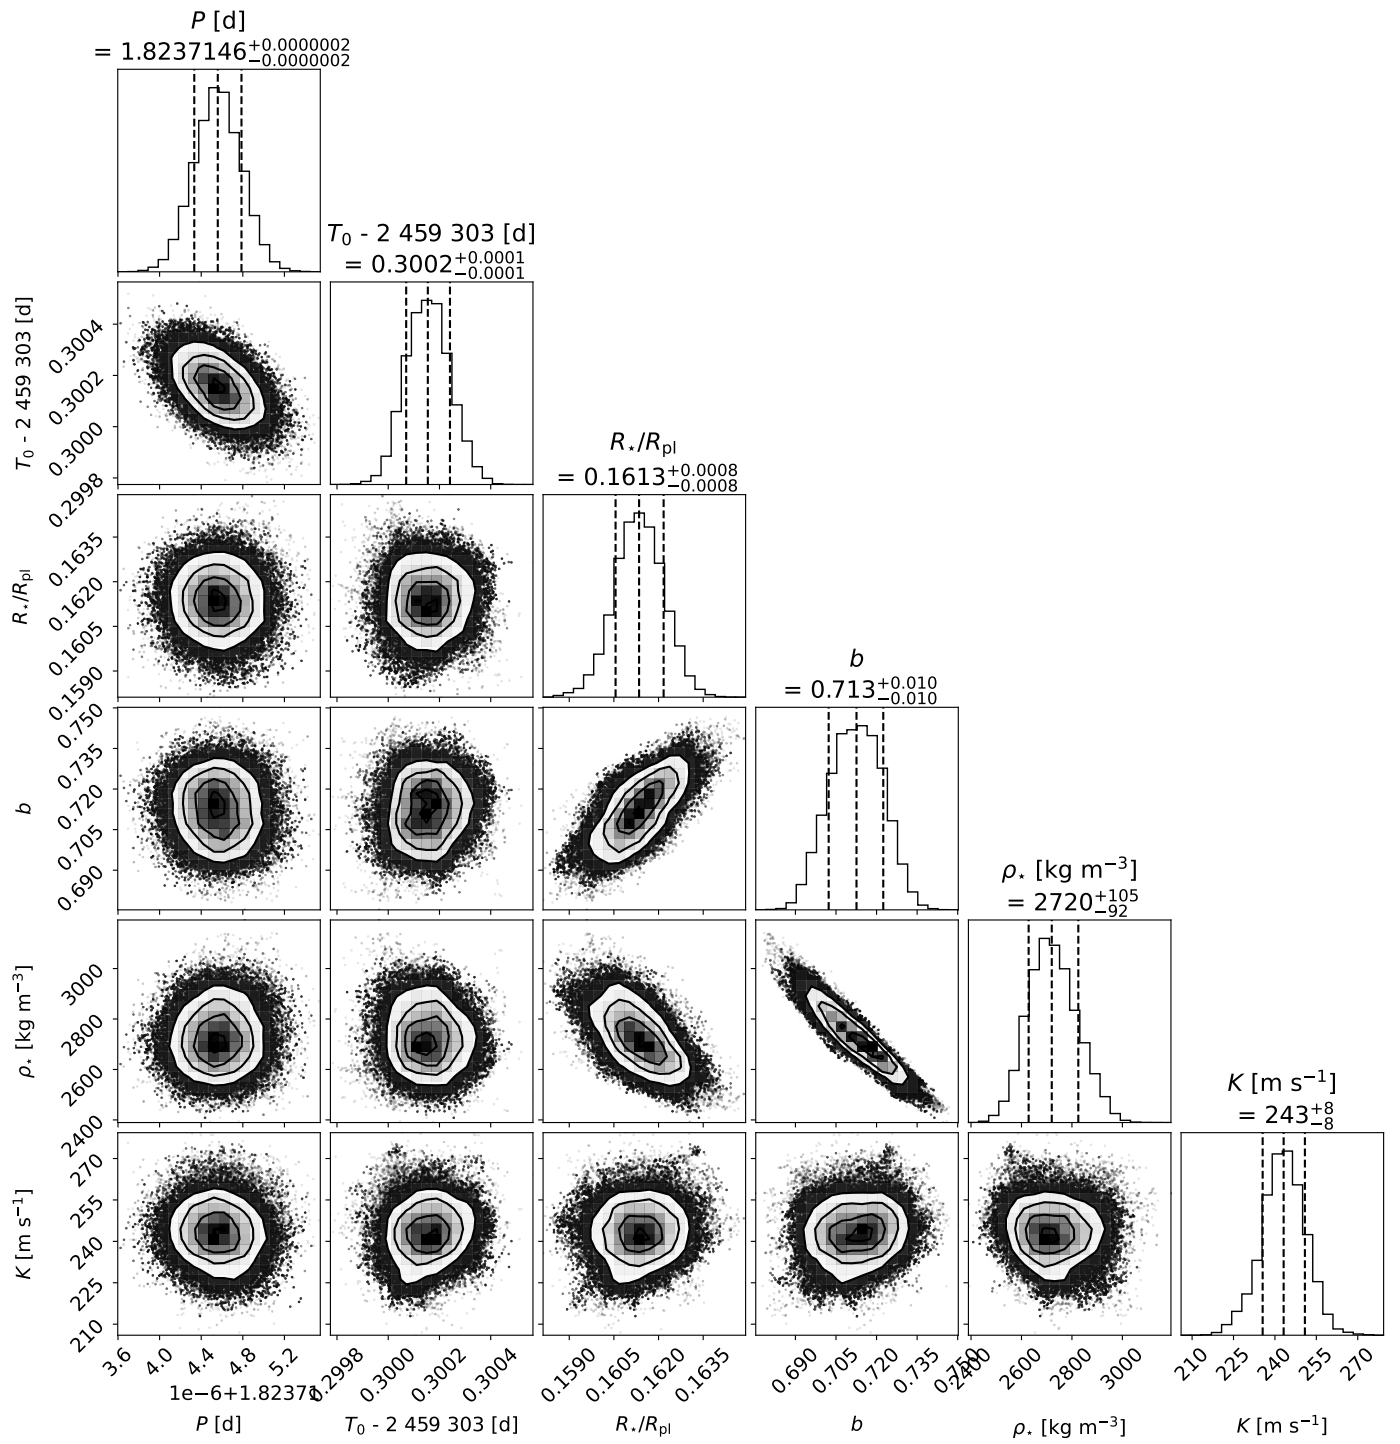 P [d]
= 1.8237146+0.0000002 −0.0000002
T₀ - 2 459 303 [d]
= 0.3002+0.0001 −0.0001
R⋆/Rpl
= 0.1613+0.0008 −0.0008
b
= 0.713+0.010 −0.010
ρ⋆ [kg m−3]
= 2720+105 −92
K [m s−1]
= 243+8 −8
T₀ - 2 459 303 [d]
0.3004
0.3002
0.3000
0.2998
R⋆/Rpl
0.1635
0.1620
0.1605
0.1590
b
0.750
0.735
0.720
0.705
0.690
ρ⋆ [kg m−3]
3000
2800
2600
2400
K [m s−1]
270
255
240
225
210
3.6 4.0 4.4 4.8 5.2
1e−6+1.82371
P [d]
0.2998 0.3000 0.3002 0.3004
T₀ - 2 459 303 [d]
0.1590 0.1605 0.1620 0.1635
R⋆/Rpl
0.690 0.705 0.720 0.735 0.750
b
2400 2600 2800 3000
ρ⋆ [kg m−3]
210 225 240 255 270
K [m s−1]